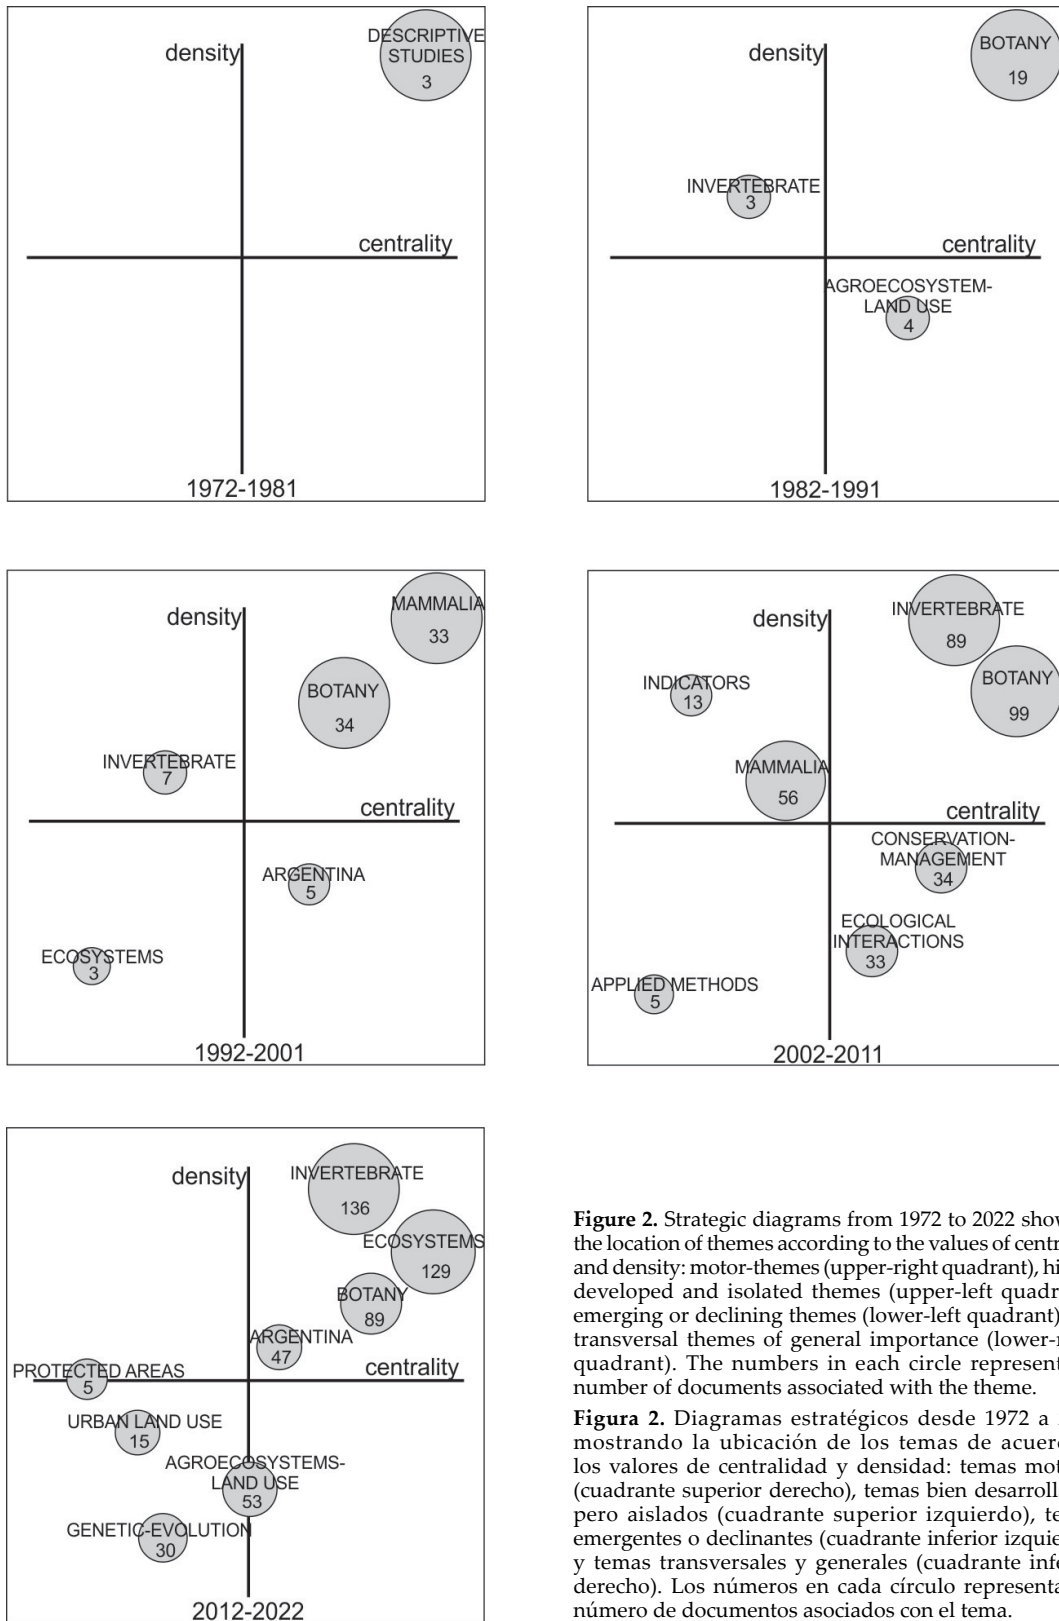 density
DESCRIPTIVE
STUDIES
3
centrality
1972-1981
density
BOTANY
19
INVERTEBRATE
3
centrality
AGROECOSYSTEM-
LAND USE
4
1982-1991
density
MAMMALIA
33
BOTANY
34
INVERTEBRATE
7
centrality
ARGENTINA
5
ECOSYSTEMS
3
1992-2001
density
INVERTEBRATE
89
BOTANY
99
INDICATORS
13
MAMMALIA
56
centrality
CONSERVATION-
MANAGEMENT
34
ECOLOGICAL
INTERACTIONS
33
APPLIED METHODS
5
2002-2011
density
INVERTEBRATE
136
ECOSYSTEMS
129
BOTANY
89
ARGENTINA
47
centrality
PROTECTED AREAS
5
URBAN LAND USE
15
AGROECOSYSTEMS-
LAND USE
53
GENETIC-EVOLUTION
30
2012-2022
Figure 2. Strategic diagrams from 1972 to 2022 show
the location of themes according to the values of centr
and density: motor-themes (upper-right quadrant), hi
developed and isolated themes (upper-left quadr
emerging or declining themes (lower-left quadrant)
transversal themes of general importance (lower-r
quadrant). The numbers in each circle represent
number of documents associated with the theme.
Figura 2. Diagramas estratégicos desde 1972 a
mostrando la ubicación de los temas de acuer
los valores de centralidad y densidad: temas mot
(cuadrante superior derecho), temas bien desarroll
pero aislados (cuadrante superior izquierdo), te
emergentes o declinantes (cuadrante inferior izquie
y temas transversales y generales (cuadrante infe
derecho). Los números en cada círculo representa
número de documentos asociados con el tema.